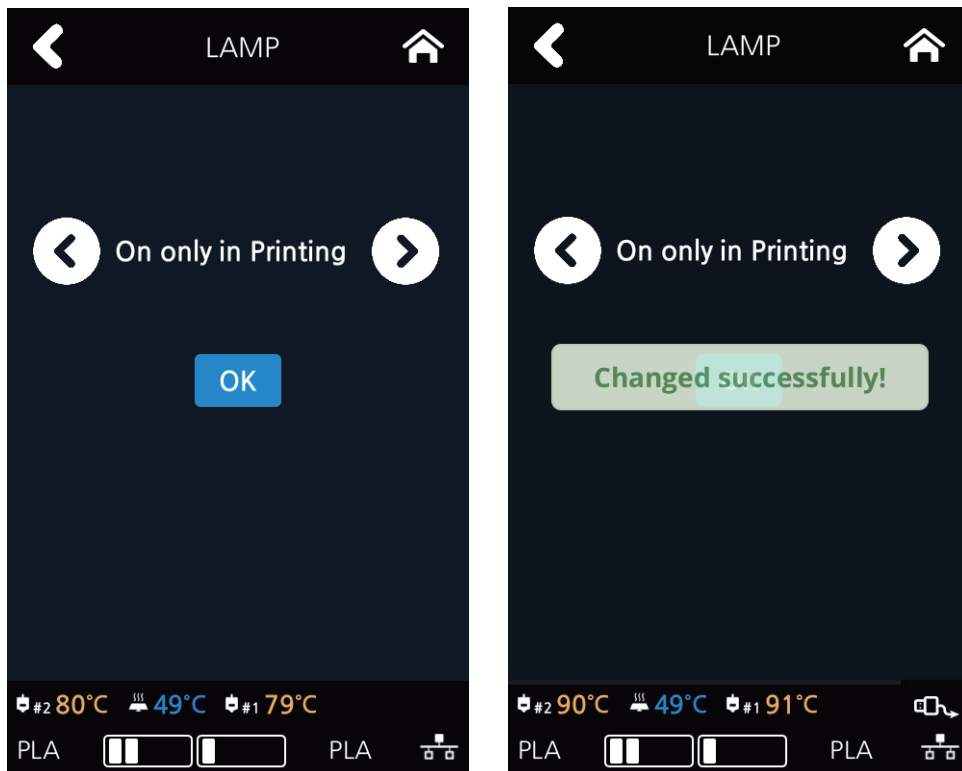 LAMP
On only in Printing
OK
#2 80°C 49°C #1 79°C
PLA PLA
LAMP
On only in Printing
Changed successfully!
#2 90°C 49°C #1 91°C
PLA PLA